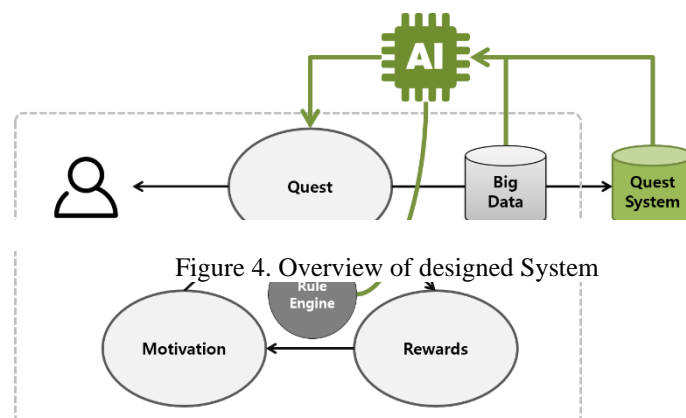 AI
Quest
Big
Data
Quest
System
Figure 4. Overview of designed System
Rule
Engine
Motivation
Rewards